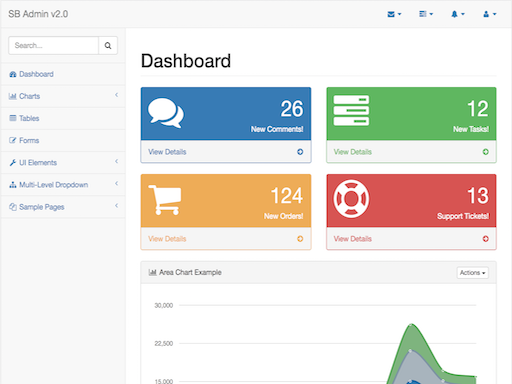 SB Admin v2.0
Search...
Dashboard
Charts
Tables
Forms
UI Elements
Multi-Level Dropdown
Sample Pages
Dashboard
26
New Comments!
View Details
12
New Tasks!
View Details
124
New Orders!
View Details
13
Support Tickets!
View Details
Area Chart Example
Actions
30,000
22,500
15,000